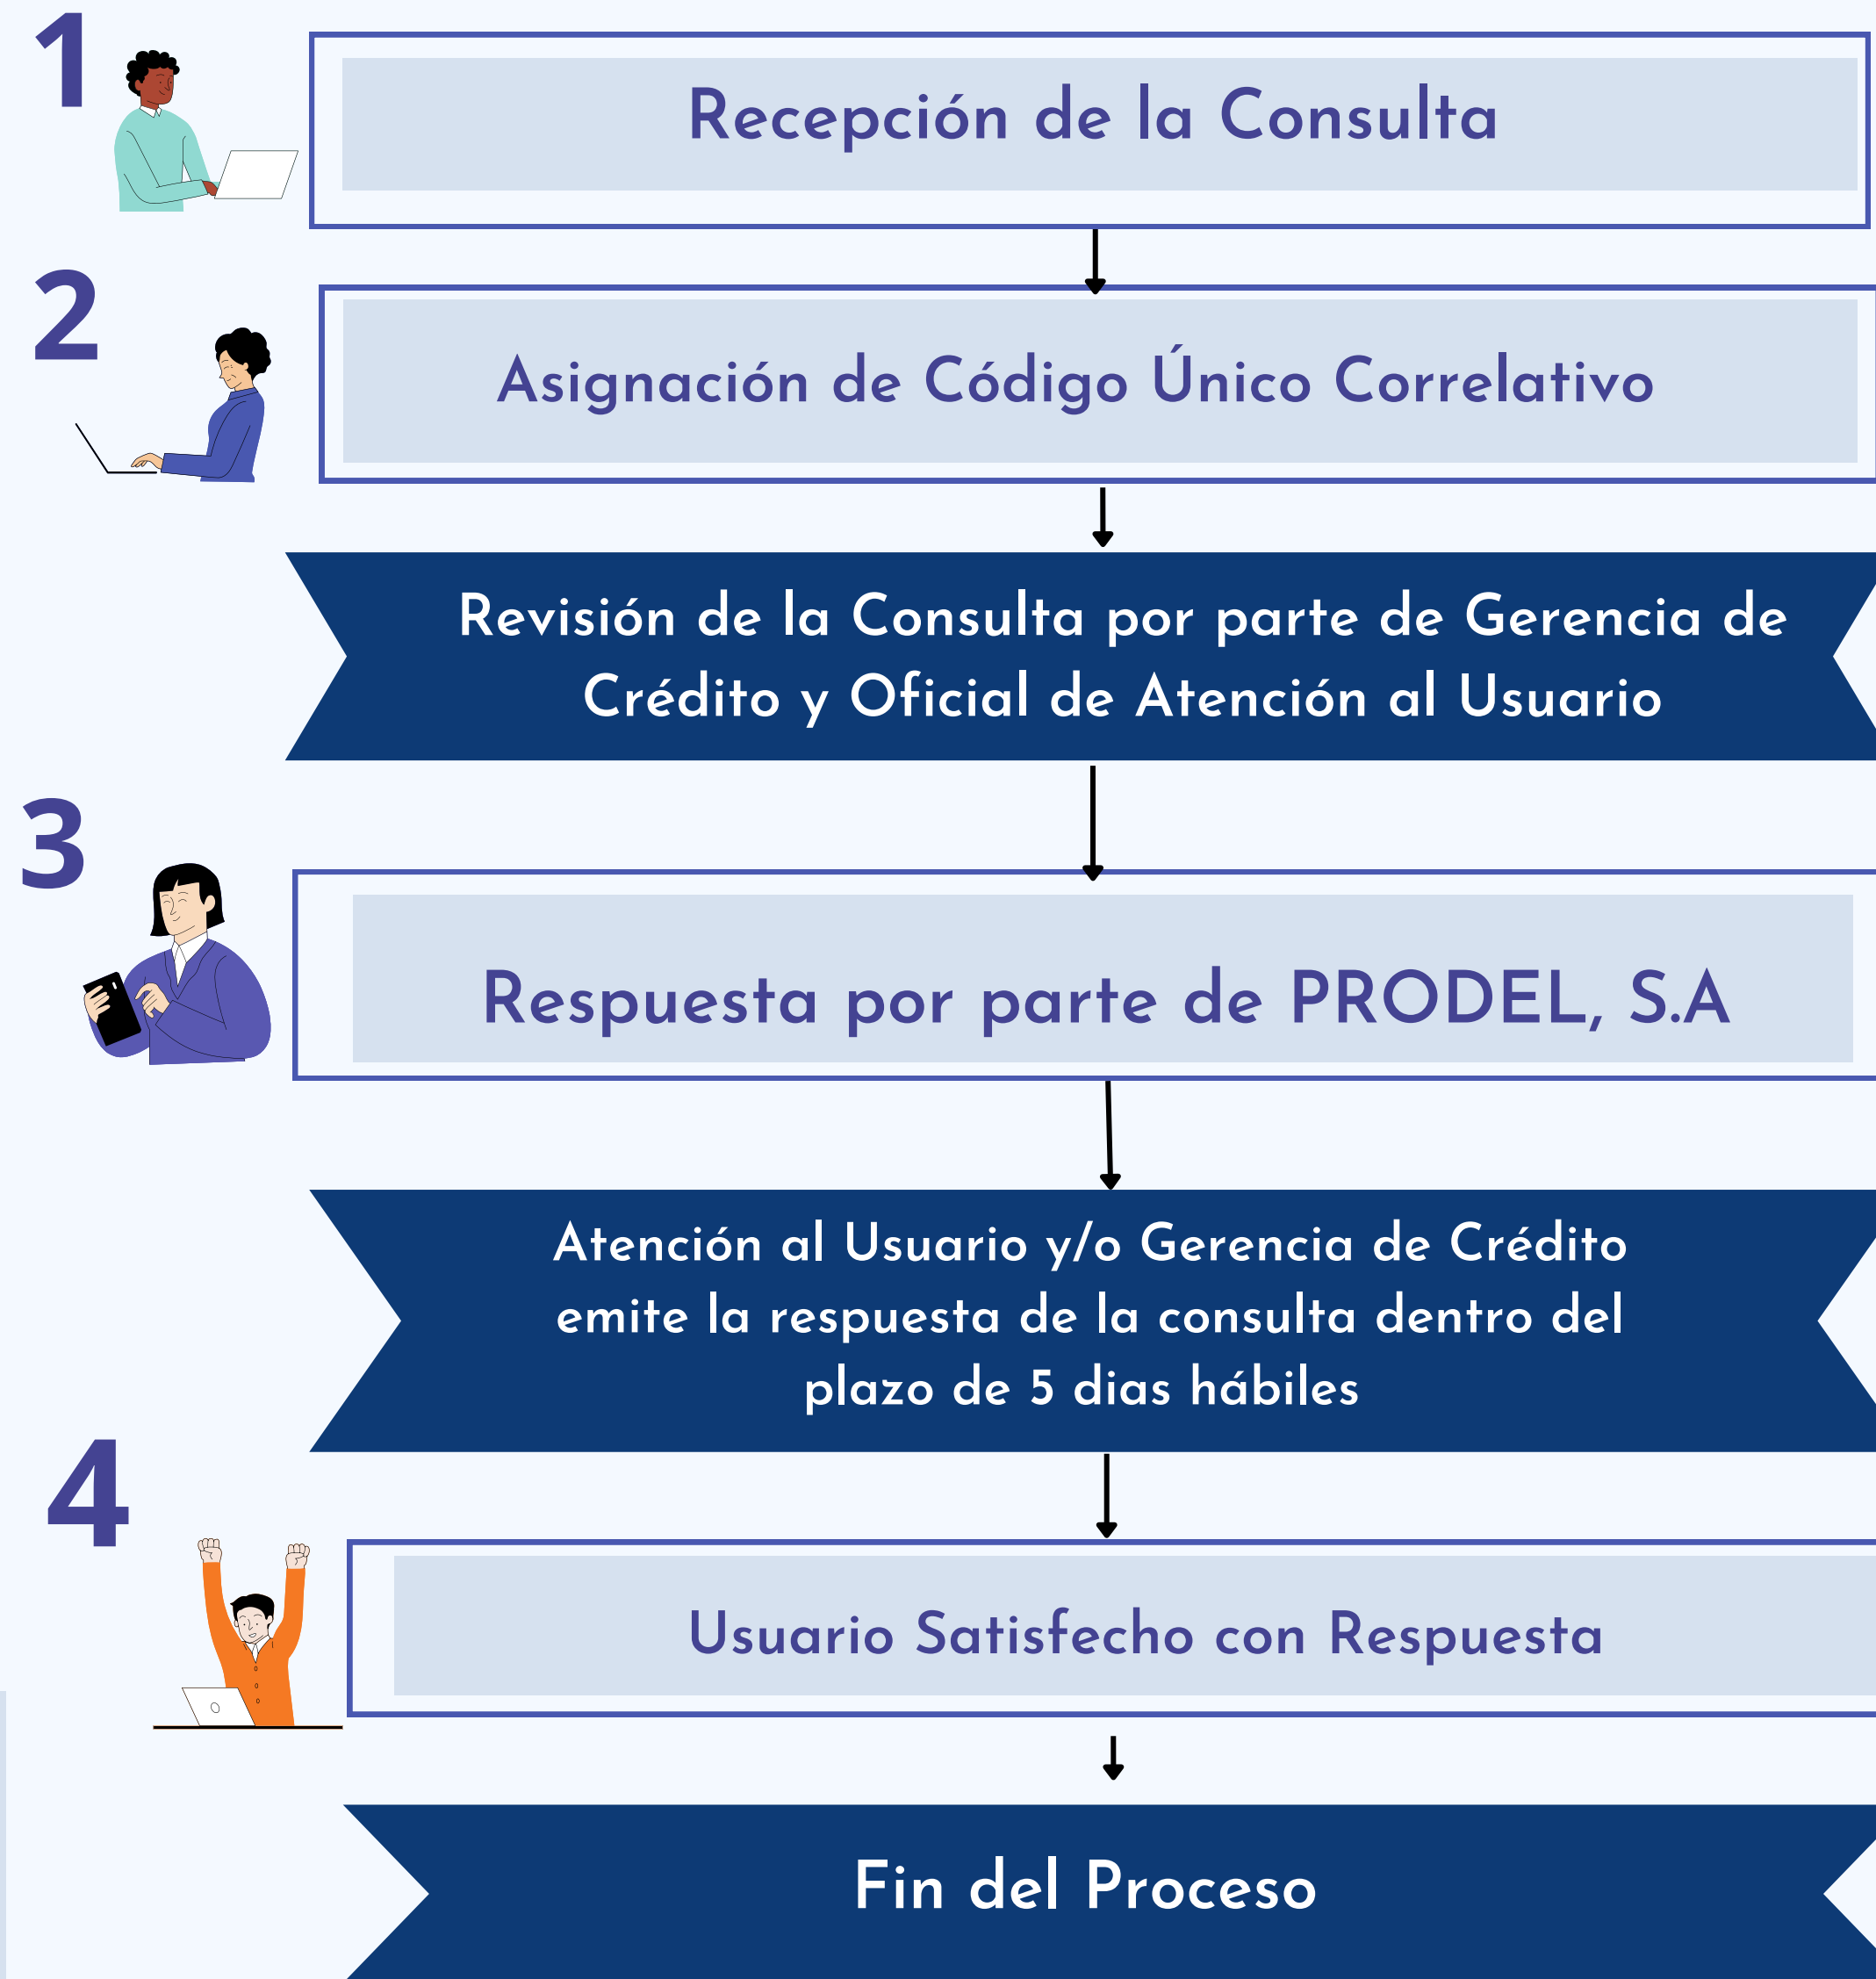 1
Recepción de la Consulta
2
Asignación de Código Único Correlativo
Revisión de la Consulta por parte de Gerencia de
Crédito y Oficial de Atención al Usuario
3
Respuesta por parte de PRODEL, S.A
Atención al Usuario y/o Gerencia de Crédito
emite la respuesta de la consulta dentro del
plazo de 5 dias hábiles
4
Usuario Satisfecho con Respuesta
Fin del Proceso